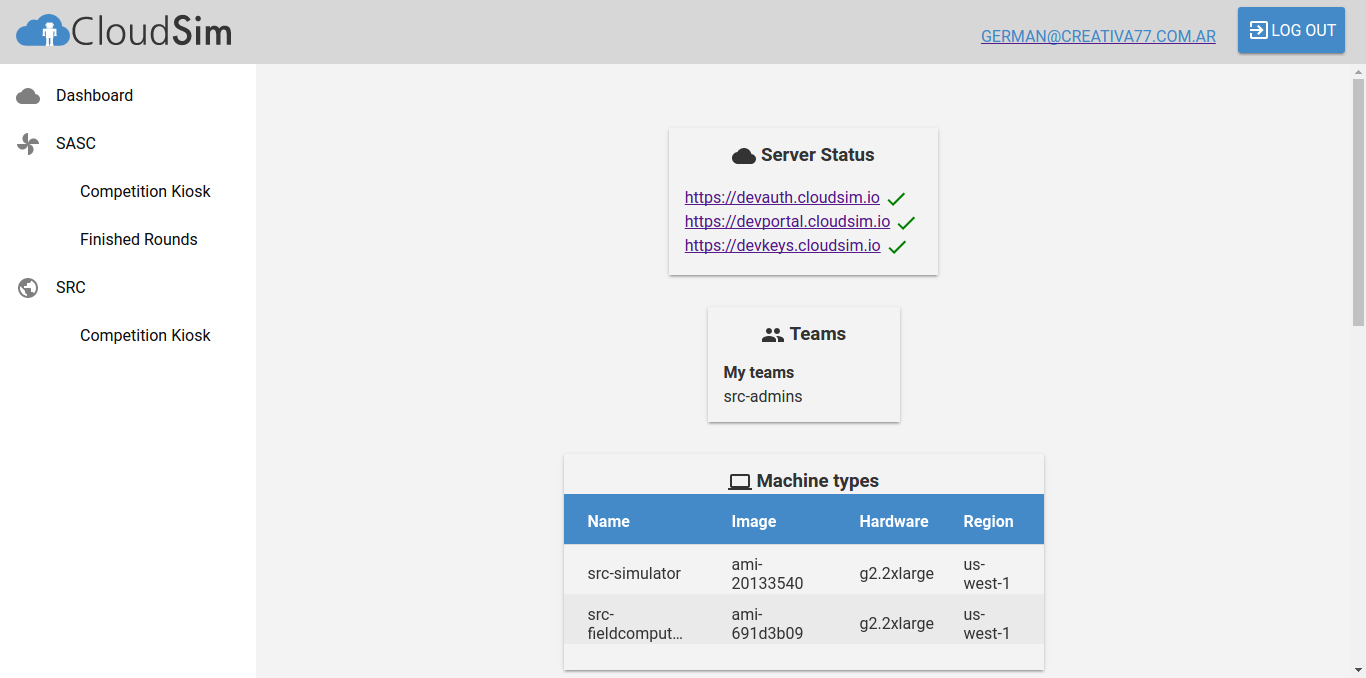 CloudSim
GERMAN@CREATIVA77.COM.AR
LOG OUT
Dashboard
SASC
Competition Kiosk
Finished Rounds
SRC
Competition Kiosk
Server Status
https://devauth.cloudsim.io
https://devportal.cloudsim.io
https://devkeys.cloudsim.io
Teams
My teams
src-admins
Machine types
Name Image Hardware Region
src-simulator ami-20133540 g2.2xlarge us-west-1
src-fieldcomput... ami-691d3b09 g2.2xlarge us-west-1